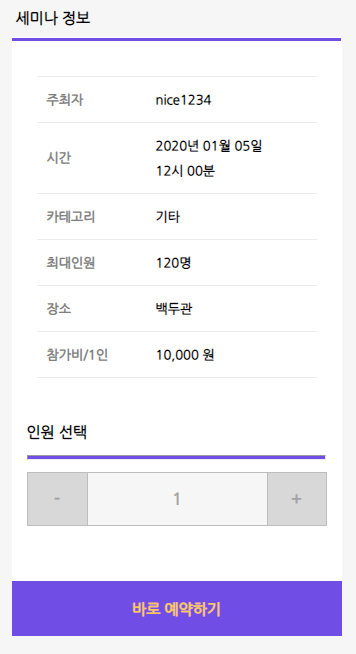 세미나 정보
주최자 nice1234
시간 2020년 01월 05일
12시 00분
카테고리 기타
최대인원 120명
장소 백두관
참가비/1인 10,000 원
인원 선택
- 1 +
바로 예약하기